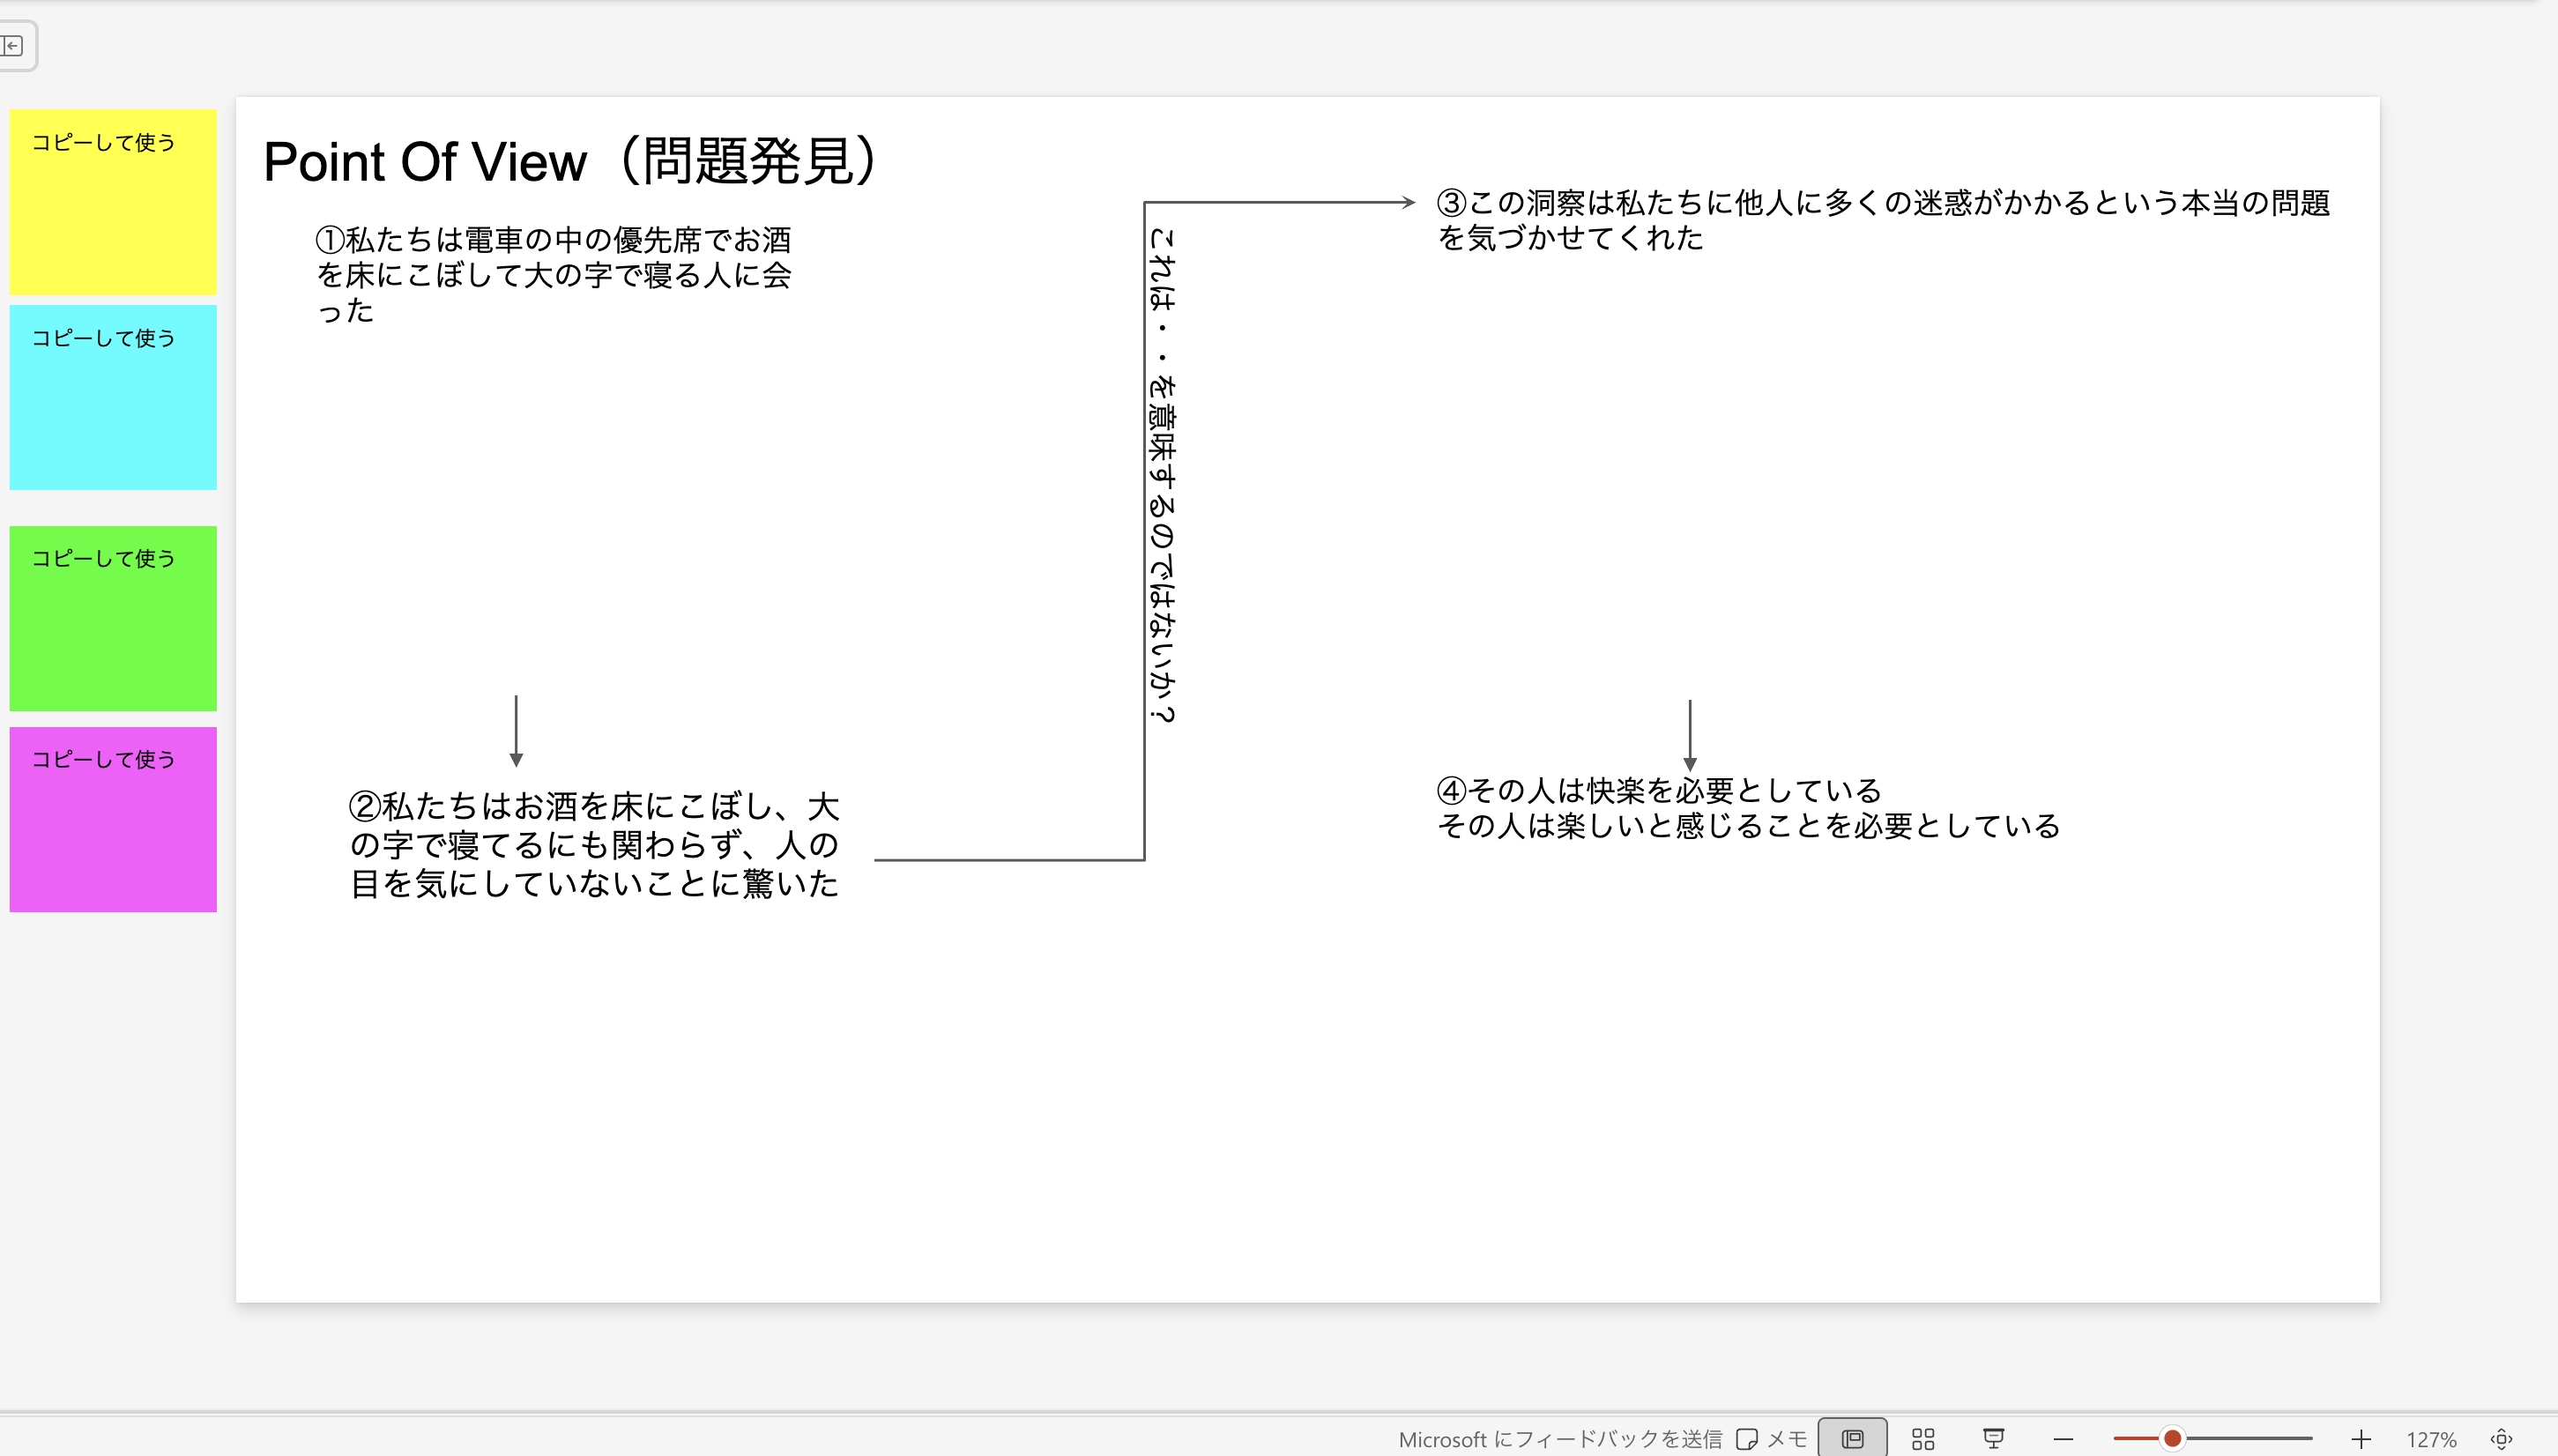 コピーして使う
コピーして使う
コピーして使う
コピーして使う
Point Of View（問題発見）
①私たちは電車の中の優先席でお酒
を床にこぼして大の字で寝る人に会
った
②私たちはお酒を床にこぼし、大
の字で寝てるにも関わらず、人の
目を気にしていないことに驚いた
これは・・を意味するのではないか？
③この洞察は私たちに他人に多くの迷惑がかかるという本当の問題
を気づかせてくれた
④その人は快楽を必要としている
その人は楽しいと感じることを必要としている
Microsoft にフィードバックを送信 メモ 127%